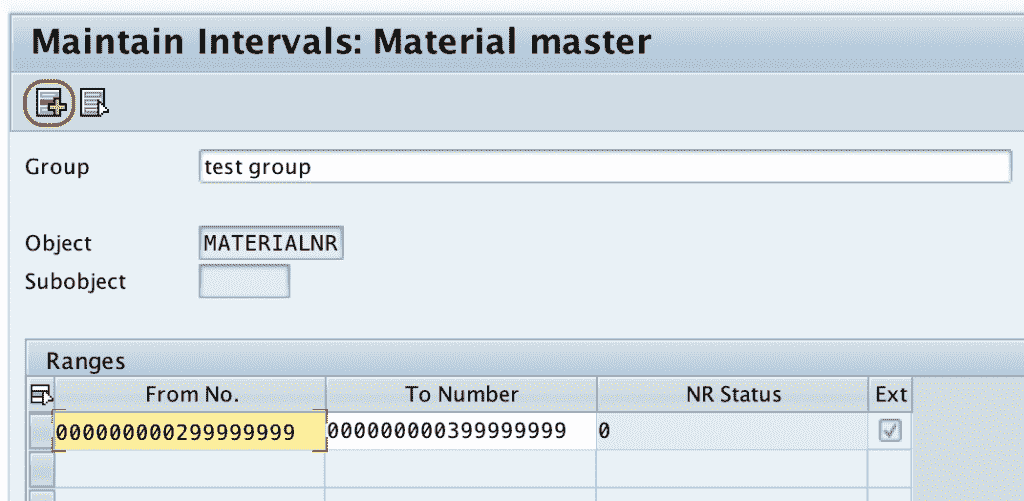 Maintain Intervals: Material master
Group test group
Object MATERIALNR
Subobject
Ranges
From No. To Number NR Status Ext
000000000299999999 000000000399999999 0